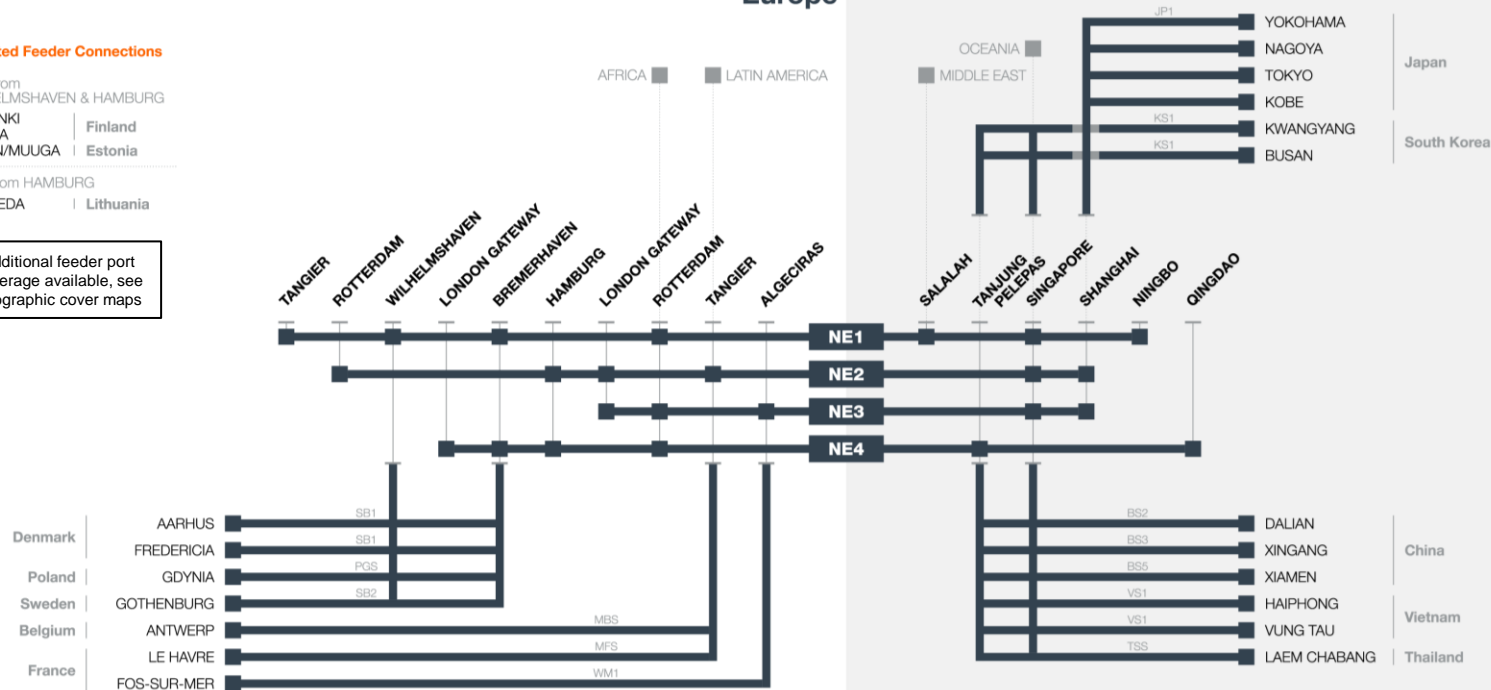 Europe
ted Feeder Connections
rom
ELMSHAVEN & HAMBURG
NKI
A
Finland
N/MUUGA
Estonia
om HAMBURG
EDA
Lithuania
ditional feeder port
erage available, see
ographic cover maps
AFRICA
LATIN AMERICA
OCEANIA
MIDDLE EAST
JP1
YOKOHAMA
NAGOYA
TOKYO
KOBE
Japan
KS1
KWANGYANG
KS1
BUSAN
South Korea
TANGIER
ROTTERDAM
WILHELMSHAVEN
LONDON GATEWAY
BREMERHAVEN
HAMBURG
LONDON GATEWAY
ROTTERDAM
TANGIER
ALGECIRAS
SALALAH
TANJUNG
PELEPAS
SINGAPORE
SHANGHAI
NINGBO
QINGDAO
NE1
NE2
NE3
NE4
Denmark
AARHUS
SB1
FREDERICIA
SB1
Poland
GDYNIA
PGS
Sweden
GOTHENBURG
SB2
Belgium
ANTWERP
MBS
France
LE HAVRE
MFS
FOS-SUR-MER
WM1
BS2
DALIAN
BS3
XINGANG
China
BS5
XIAMEN
VS1
HAIPHONG
Vietnam
VS1
VUNG TAU
TSS
LAEM CHABANG
Thailand